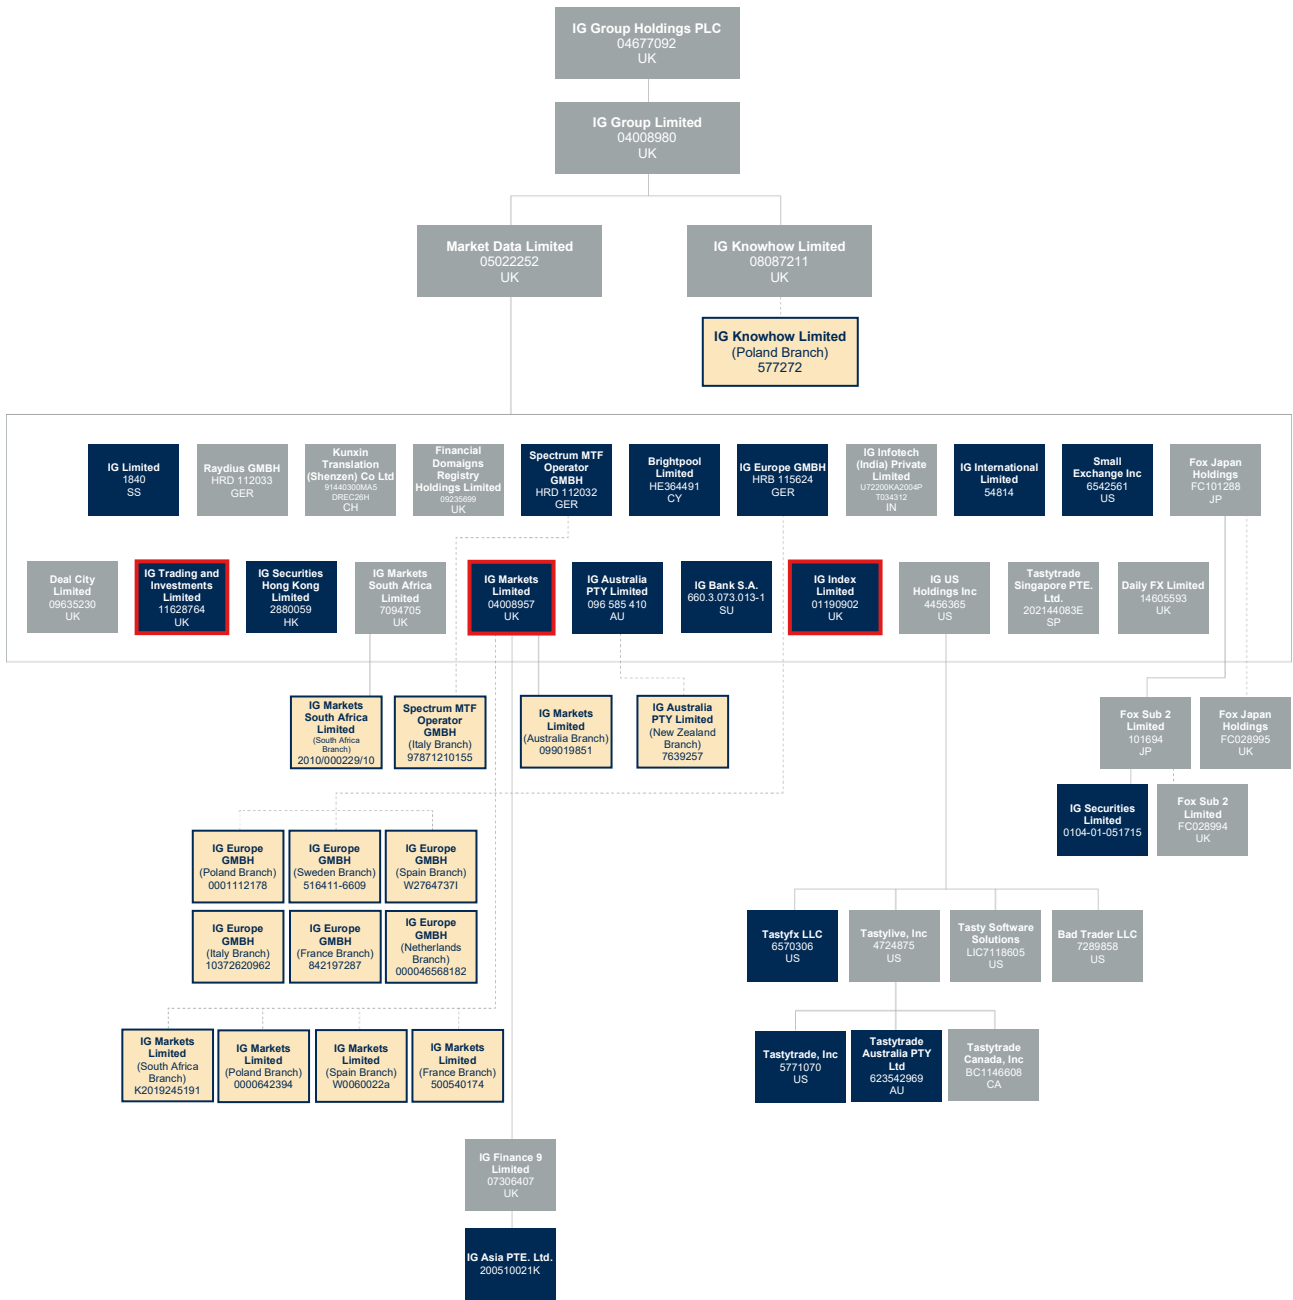 IG Group Holdings PLC
04677092
UK
IG Group Limited
04008980
UK
Market Data Limited
05022252
UK
IG Knowhow Limited
08087211
UK
IG Knowhow Limited
(Poland Branch)
577272
IG Limited
1840
SS
Raydius GMBH
HRD 112033
GER
Kunxin
Translation
(Shenzen) Co Ltd
91440300MA5
DREC26H
CH
Financial
Domaigns
Registry
Holdings Limited
09235699
UK
Spectrum MTF
Operator
GMBH
HRD 112032
GER
Brightpool
Limited
HE364491
CY
IG Europe GMBH
HRB 115624
GER
IG Infotech
(India) Private
Limited
U72200KA2004P
T034312
IN
IG International
Limited
54814
Small
Exchange Inc
6542561
US
Fox Japan
Holdings
FC101288
JP
Deal City
Limited
09635230
UK
IG Trading and
Investments
Limited
11628764
UK
IG Securities
Hong Kong
Limited
2880059
HK
IG Markets
South Africa
Limited
7094705
UK
IG Markets
Limited
04008957
UK
IG Australia
PTY Limited
096 585 410
AU
IG Bank S.A.
660.3.073.013-1
SU
IG Index
Limited
01190902
UK
IG US
Holdings Inc
4456365
US
Tastytrade
Singapore PTE.
Ltd.
202144083E
SP
Daily FX Limited
14605593
UK
IG Markets
South Africa
Limited
(South Africa
Branch)
2010/000229/10
Spectrum MTF
Operator
GMBH
(Italy Branch)
97871210155
IG Markets
Limited
(Australia Branch)
099019851
IG Australia
PTY Limited
(New Zealand
Branch)
7639257
Fox Sub 2
Limited
101694
JP
Fox Japan
Holdings
FC028995
UK
IG Securities
Limited
0104-01-051715
Fox Sub 2
Limited
FC028994
UK
IG Europe
GMBH
(Poland Branch)
0001112178
IG Europe
GMBH
(Sweden Branch)
516411-6609
IG Europe
GMBH
(Spain Branch)
W2764737I
IG Europe
GMBH
(Italy Branch)
10372620962
IG Europe
GMBH
(France Branch)
842197287
IG Europe
GMBH
(Netherlands
Branch)
000046568182
Tastyfx LLC
6570306
US
Tastylive, Inc
4724875
US
Tasty Software
Solutions
LIC7118605
US
Bad Trader LLC
7289858
US
IG Markets
Limited
(South Africa
Branch)
K2019245191
IG Markets
Limited
(Poland Branch)
0000642394
IG Markets
Limited
(Spain Branch)
W0060022a
IG Markets
Limited
(France Branch)
500540174
Tastytrade, Inc
5771070
US
Tastytrade
Australia PTY
Ltd
623542969
AU
Tastytrade
Canada, Inc
BC1146608
CA
IG Finance 9
Limited
07306407
UK
IG Asia PTE. Ltd.
200510021K